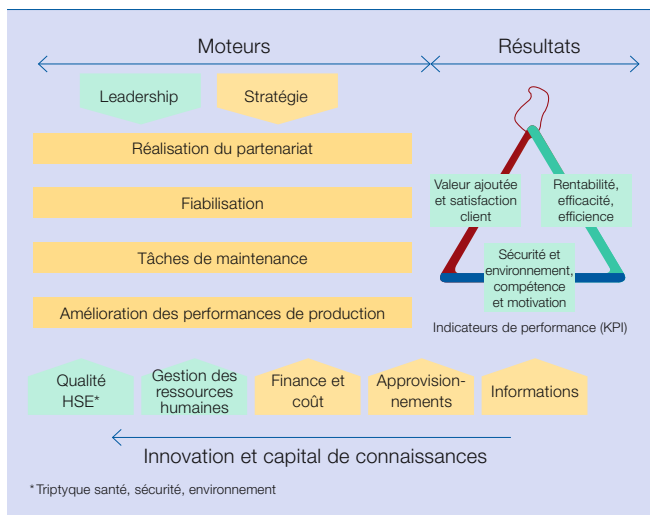 Moteurs
Résultats
Leadership
Stratégie
Réalisation du partenariat
Fiabilisation
Tâches de maintenance
Amélioration des performances de production
Valeur ajoutée
et satisfaction
client
Rentabilité,
efficacité,
efficience
Sécurité et
environnement,
compétence
et motivation
Indicateurs de performance (KPI)
Qualité
HSE*
Gestion des
ressources
humaines
Finance et
coût
Approvision-
nements
Informations
Innovation et capital de connaissances
* Triptyque santé, sécurité, environnement